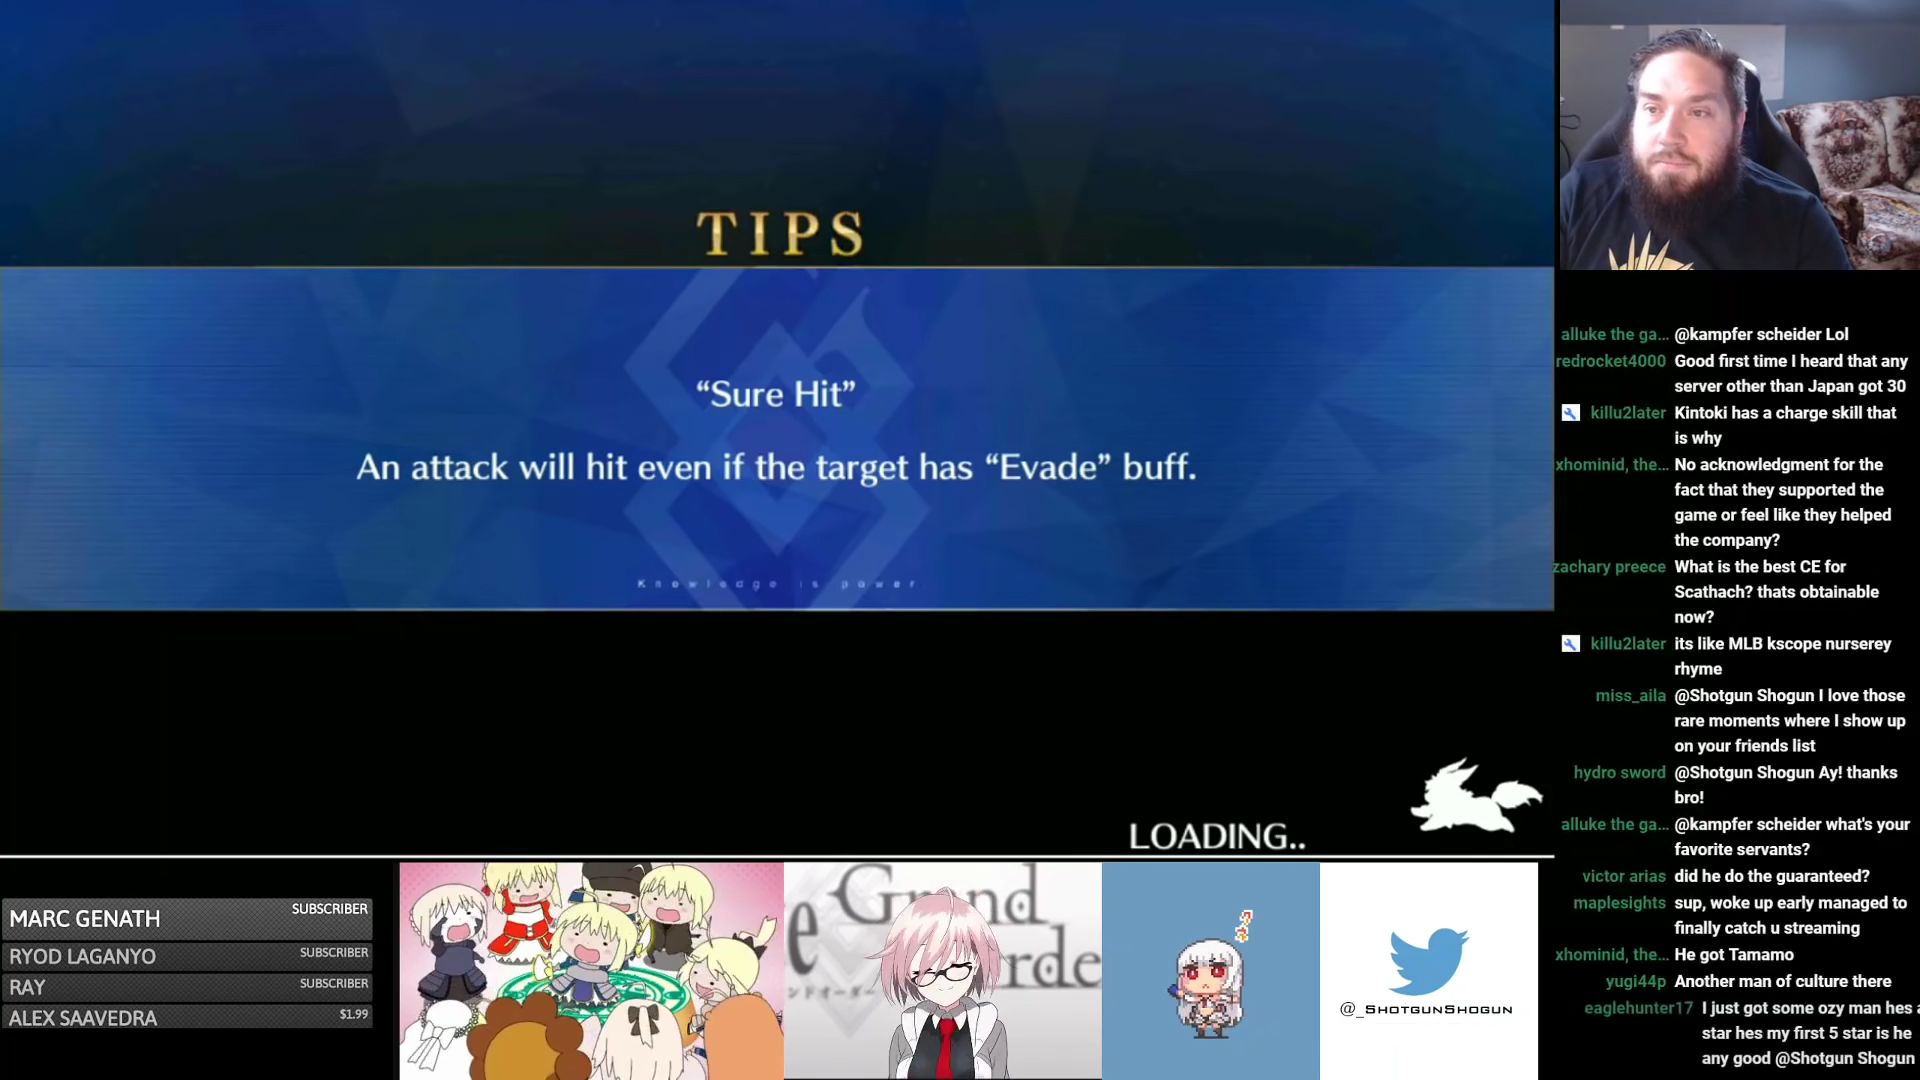 TIPS
“Sure Hit”
An attack will hit even if the target has “Evade” buff.
Knowledge is power.
LOADING..
alluke the ga... @kampfer scheider Lol
redrocket4000 Good first time I heard that any
server other than Japan got 30
killu2later Kintoki has a charge skill that
is why
xhominid, the... No acknowledgment for the
fact that they supported the
game or feel like they helped
the company?
zachary preece What is the best CE for
Scathach? thats obtainable
now?
killu2later its like MLB kscope nurserey
rhyme
miss_aila @Shotgun Shogun I love those
rare moments where I show up
on your friends list
hydro sword @Shotgun Shogun Ay! thanks
bro!
alluke the ga... @kampfer scheider what's your
favorite servants?
victor arias did he do the guaranteed?
maplesights sup, woke up early managed to
finally catch u streaming
xhominid, the... He got Tamamo
yugi44p Another man of culture there
eaglehunter17 I just got some ozy man hes a
star hes my first 5 star is he
any good @Shotgun Shogun
MARC GENATH SUBSCRIBER
RYOD LAGANYO SUBSCRIBER
RAY SUBSCRIBER
ALEX SAAVEDRA $1.99
e Grand
rde
ンドオーダー
@_SHOTGUNSHOGUN